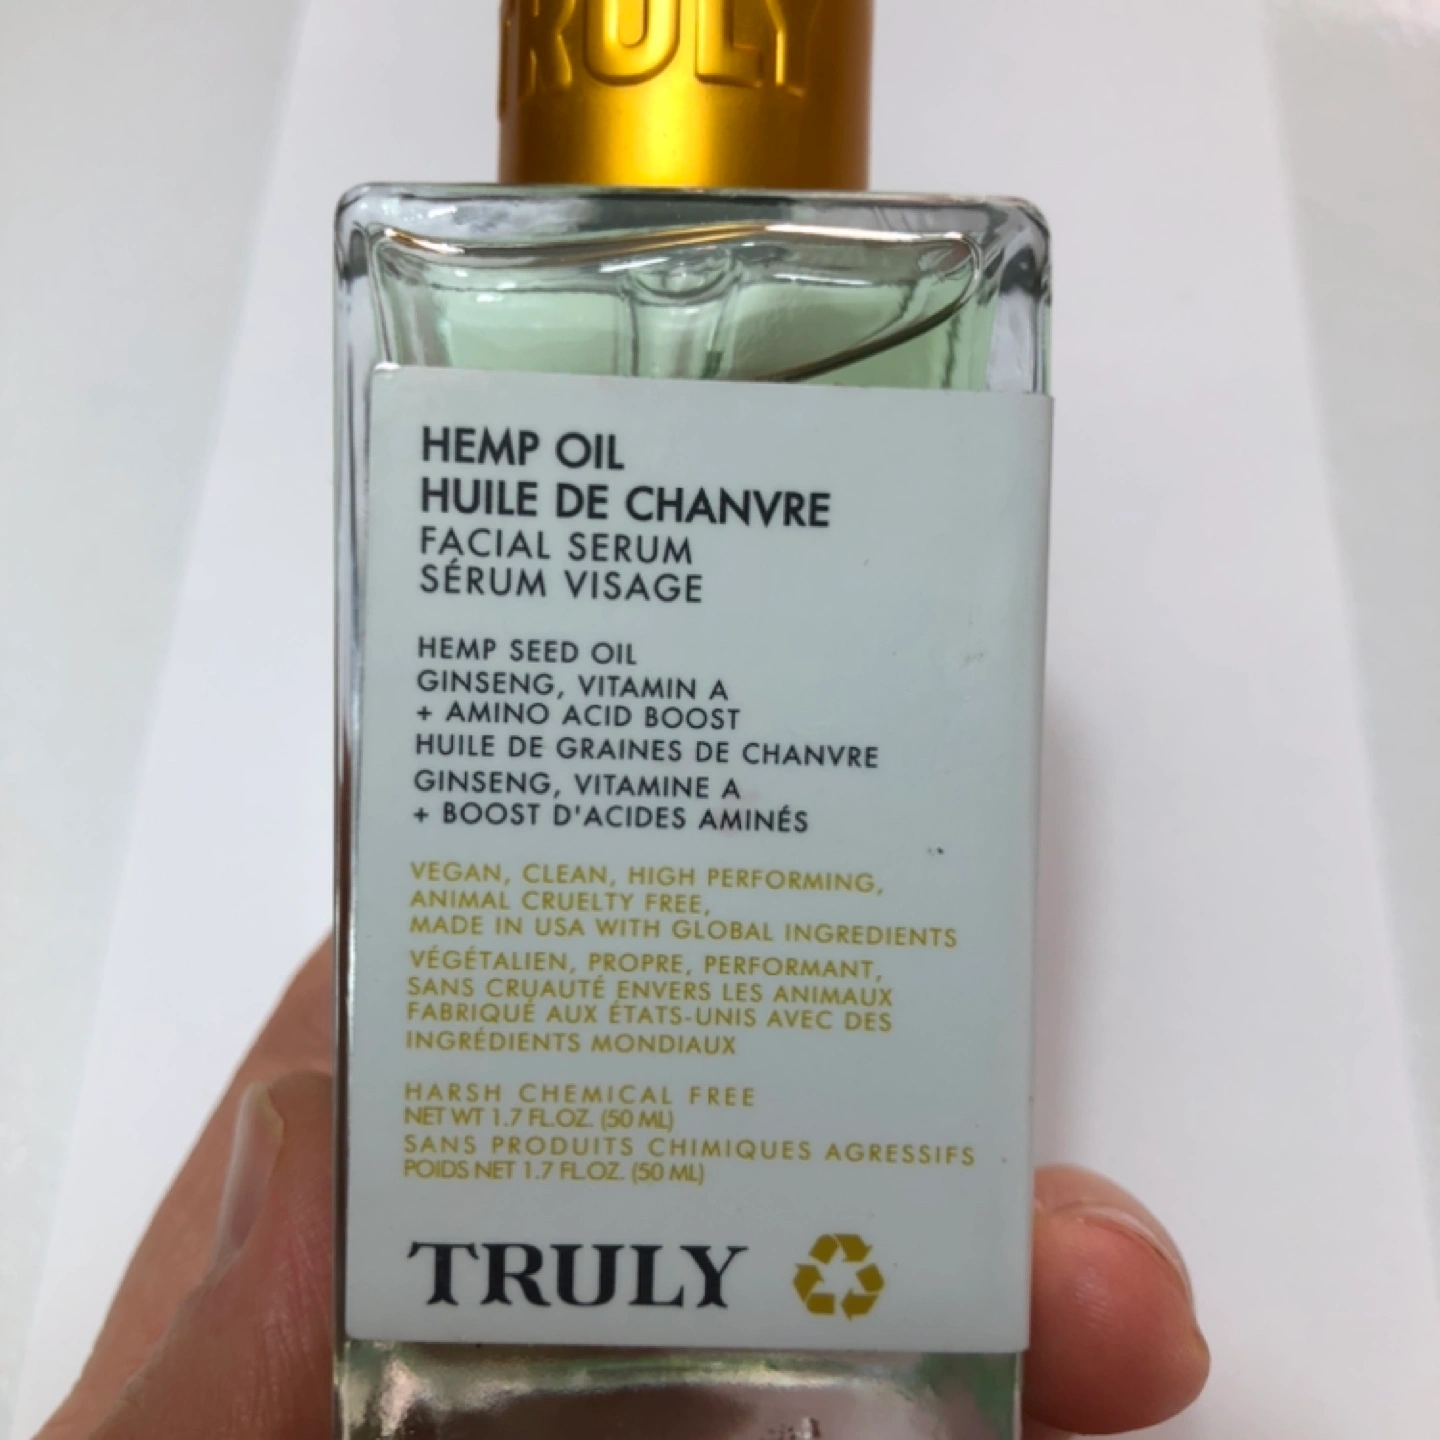 TRULY
HEMP OIL
HUILE DE CHANVRE
FACIAL SERUM
SÉRUM VISAGE
HEMP SEED OIL
GINSENG, VITAMIN A
+ AMINO ACID BOOST
HUILE DE GRAINES DE CHANVRE
GINSENG, VITAMINE A
+ BOOST D'ACIDES AMINÉS
VEGAN, CLEAN, HIGH PERFORMING,
ANIMAL CRUELTY FREE,
MADE IN USA WITH GLOBAL INGREDIENTS
VÉGÉTALIEN, PROPRE, PERFORMANT,
SANS CRUAUTÉ ENVERS LES ANIMAUX
FABRIQUÉ AUX ÉTATS-UNIS AVEC DES
INGRÉDIENTS MONDIAUX
HARSH CHEMICAL FREE
NET WT 1.7 FL.OZ. (50 ML)
SANS PRODUITS CHIMIQUES AGRESSIFS
POIDS NET 1.7 FL.OZ. (50 ML)
TRULY